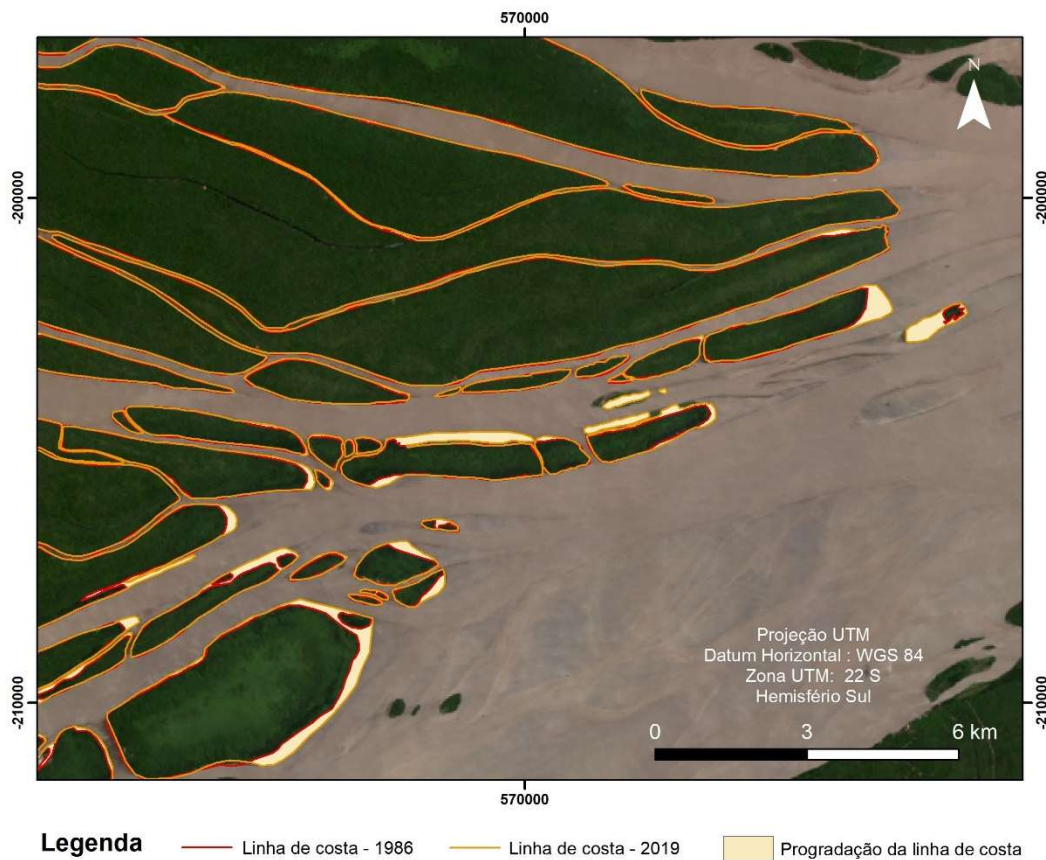 570000
N
-200000
-200000
Projeção UTM
Datum Horizontal : WGS 84
Zona UTM: 22 S
Hemisfério Sul
-210000
-210000
0 3 6 km
570000
Legenda
Linha de costa - 1986
Linha de costa - 2019
Progradação da linha de costa